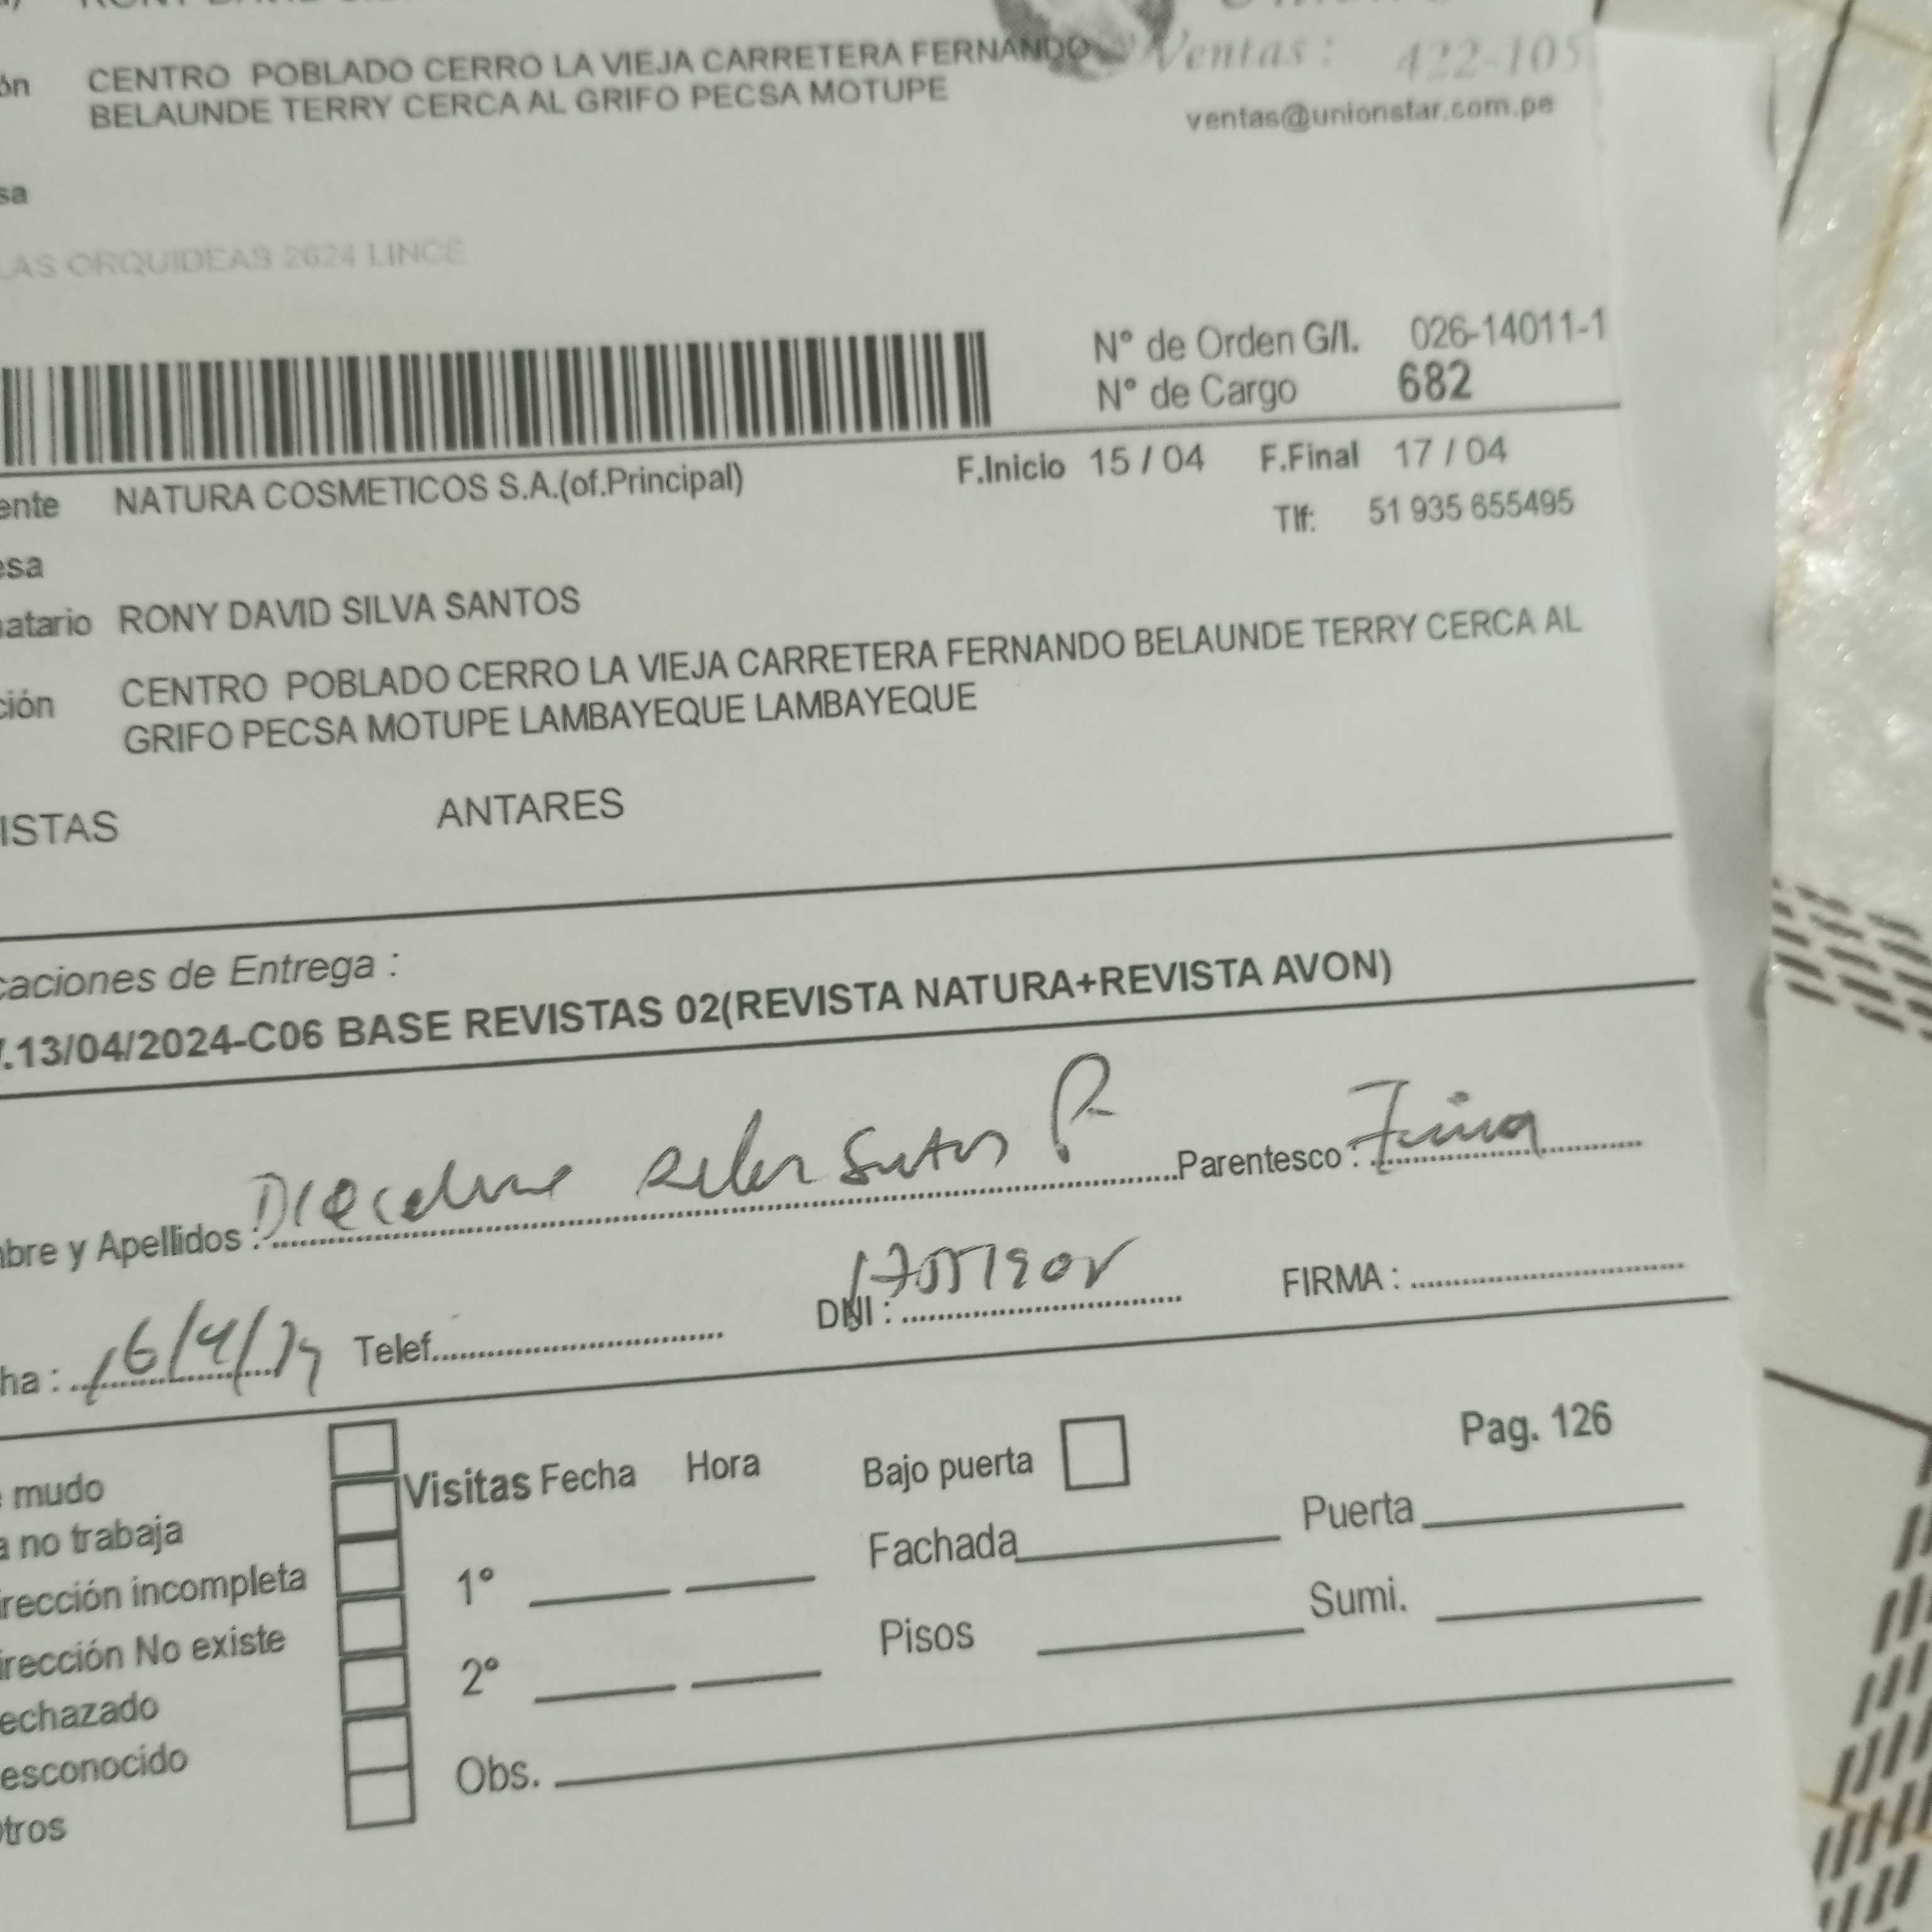 ón CENTRO POBLADO CERRO LA VIEJA CARRETERA FERNANDO
BELAUNDE TERRY CERCA AL GRIFO PECSA MOTUPE
Ventas: 422-105
ventas@unionstar.com.pe
sa
LAS ORQUIDEAS 2624 LINCE
N° de Orden G/I. 026-14011-1
N° de Cargo 682
ente NATURA COSMETICOS S.A.(of.Principal) F.Inicio 15 / 04 F.Final 17 / 04
Tlf: 51 935 655495
esa
natario RONY DAVID SILVA SANTOS
ción CENTRO POBLADO CERRO LA VIEJA CARRETERA FERNANDO BELAUNDE TERRY CERCA AL
GRIFO PECSA MOTUPE LAMBAYEQUE LAMBAYEQUE
ISTAS ANTARES
caciones de Entrega :
.13/04/2024-C06 BASE REVISTAS 02(REVISTA NATURA+REVISTA AVON)
bre y Apellidos : Parentesco :
ha : 16/4/24 Telef. DNI : FIRMA :
mudo
a no trabaja
irección incompleta
irección No existe
echazado
esconocido
tros
Visitas Fecha Hora
1°
2°
Obs.
Bajo puerta
Fachada
Pisos
Pag. 126
Puerta
Sumi.